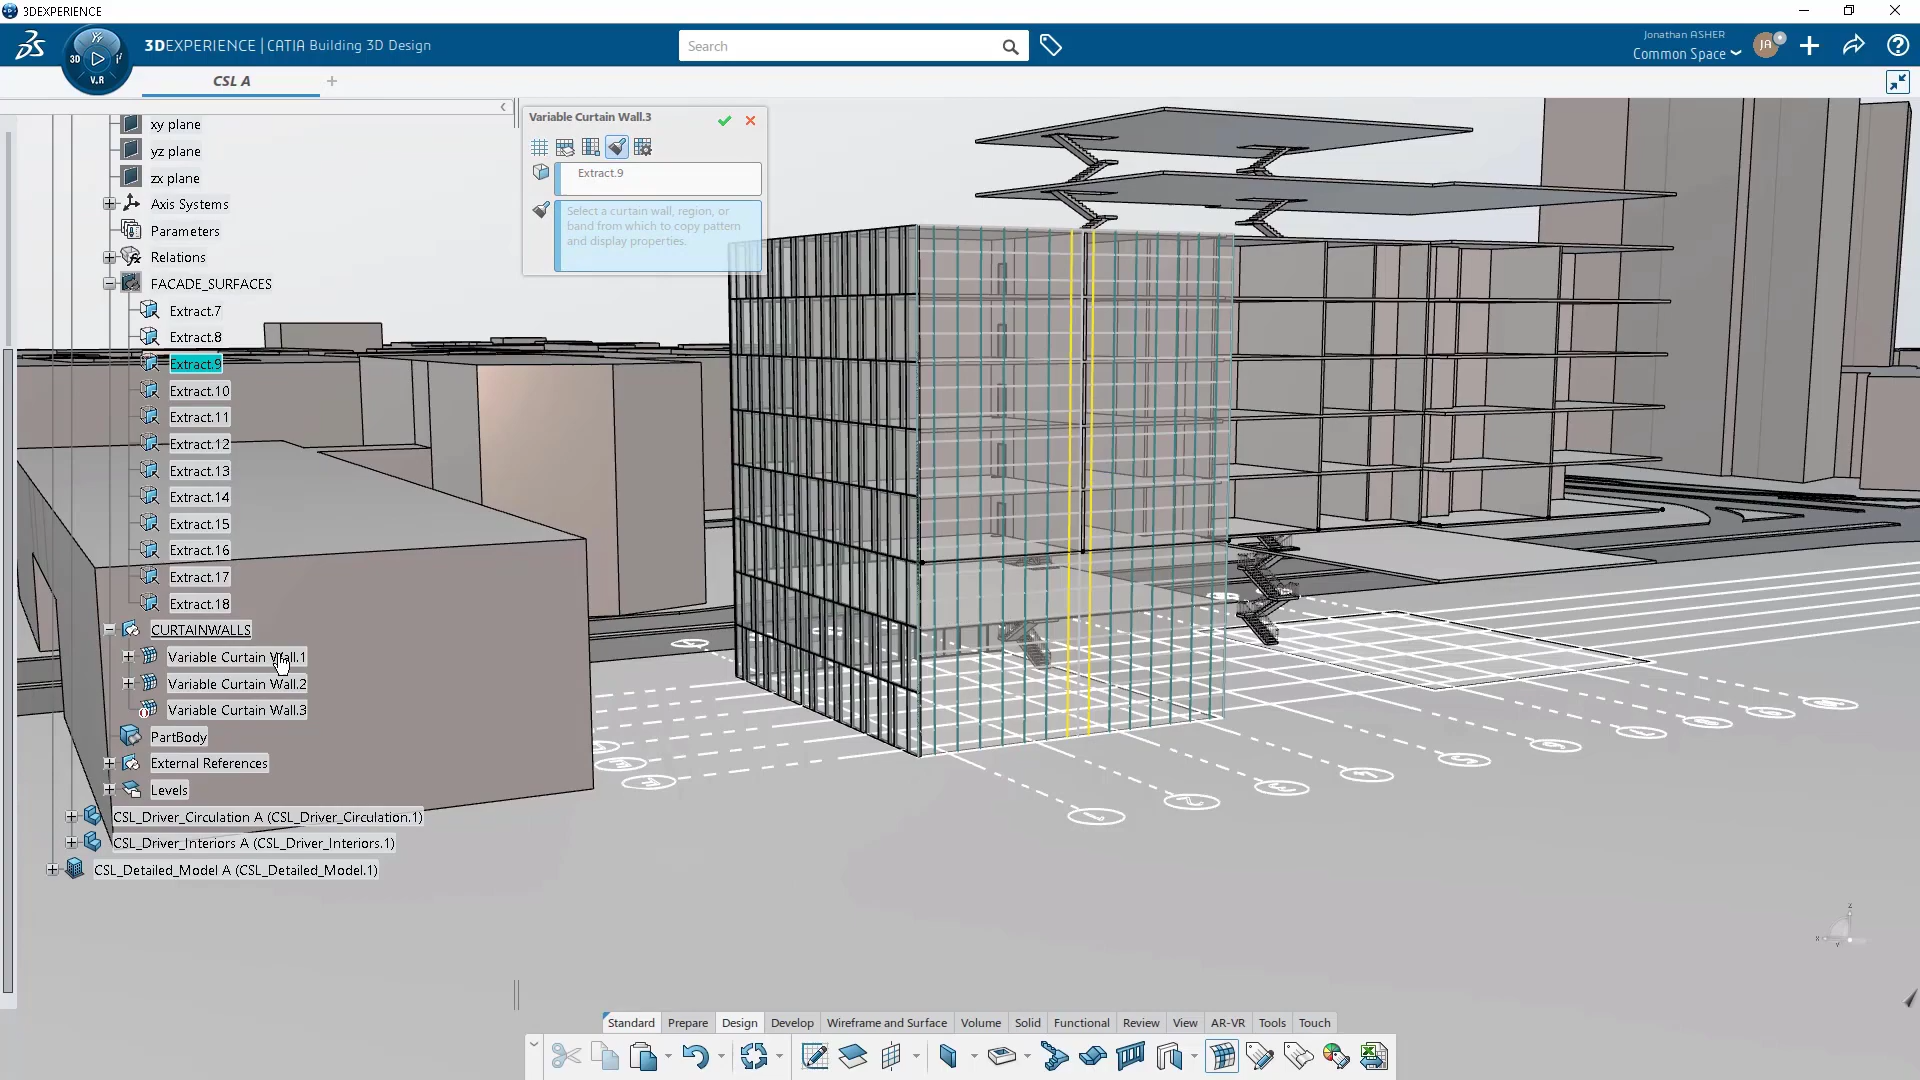 3DEXPERIENCE
3DEXPERIENCE | CATIA Building 3D Design
3D
V.R
Search
Jonathan ASHER
Common Space
JA
CSL A
xy plane
yz plane
zx plane
Axis Systems
Parameters
Relations
FACADE_SURFACES
Extract.7
Extract.8
Extract.9
Extract.10
Extract.11
Extract.12
Extract.13
Extract.14
Extract.15
Extract.16
Extract.17
Extract.18
CURTAINWALLS
Variable Curtain Wall.1
Variable Curtain Wall.2
Variable Curtain Wall.3
PartBody
External References
Levels
CSL_Driver_Circulation A (CSL_Driver_Circulation.1)
CSL_Driver_Interiors A (CSL_Driver_Interiors.1)
CSL_Detailed_Model A (CSL_Detailed_Model.1)
Variable Curtain Wall.3
Extract.9
Select a curtain wall, region, or
band from which to copy pattern
and display properties.
Standard Prepare Design Develop Wireframe and Surface Volume Solid Functional Review View AR-VR Tools Touch